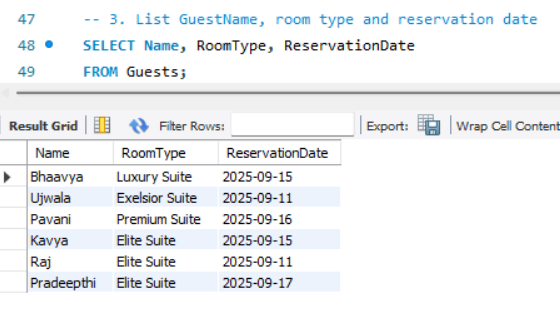 47 -- 3. List GuestName, room type and reservation date
48 SELECT Name, RoomType, ReservationDate
49 FROM Guests;
Result Grid Filter Rows: Export: Wrap Cell Content
Name RoomType ReservationDate
Bhaavya Luxury Suite 2025-09-15
Ujwala Exelsior Suite 2025-09-11
Pavani Premium Suite 2025-09-16
Kavya Elite Suite 2025-09-15
Raj Elite Suite 2025-09-11
Pradeepthi Elite Suite 2025-09-17